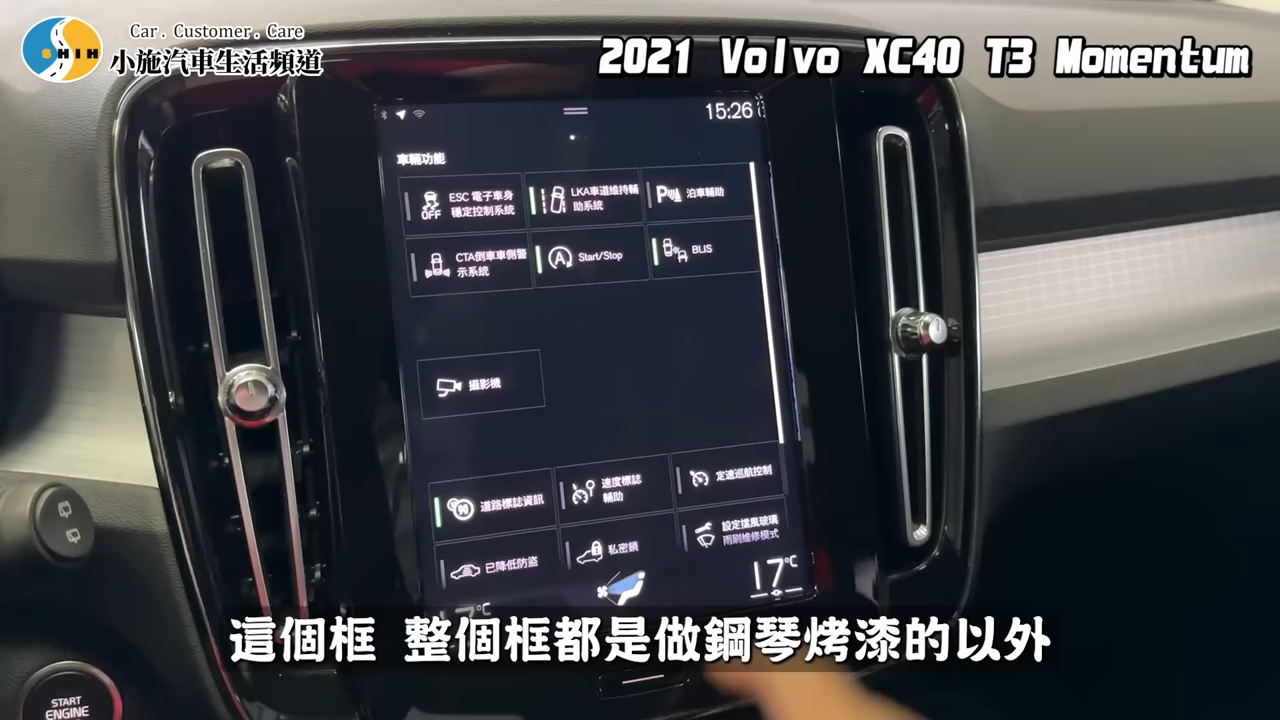 Car. Customer. Care
SHIH
小施汽車生活頻道
2021 Volvo XC40 T3 Momentum
15:26
車輛功能
ESC 電子車身
穩定控制系統
OFF
LKA車道維持輔
助系統
泊車輔助
CTA倒車車側警
示系統
A
Start/Stop
BLIS
攝影機
90
道路標誌資訊
速度標誌
輔助
定速巡航控制
已降低防盜
私密鎖
設定擋風玻璃
雨刷維修模式
17°C
17°C
這個框 整個框都是做鋼琴烤漆的以外
START
ENGINE